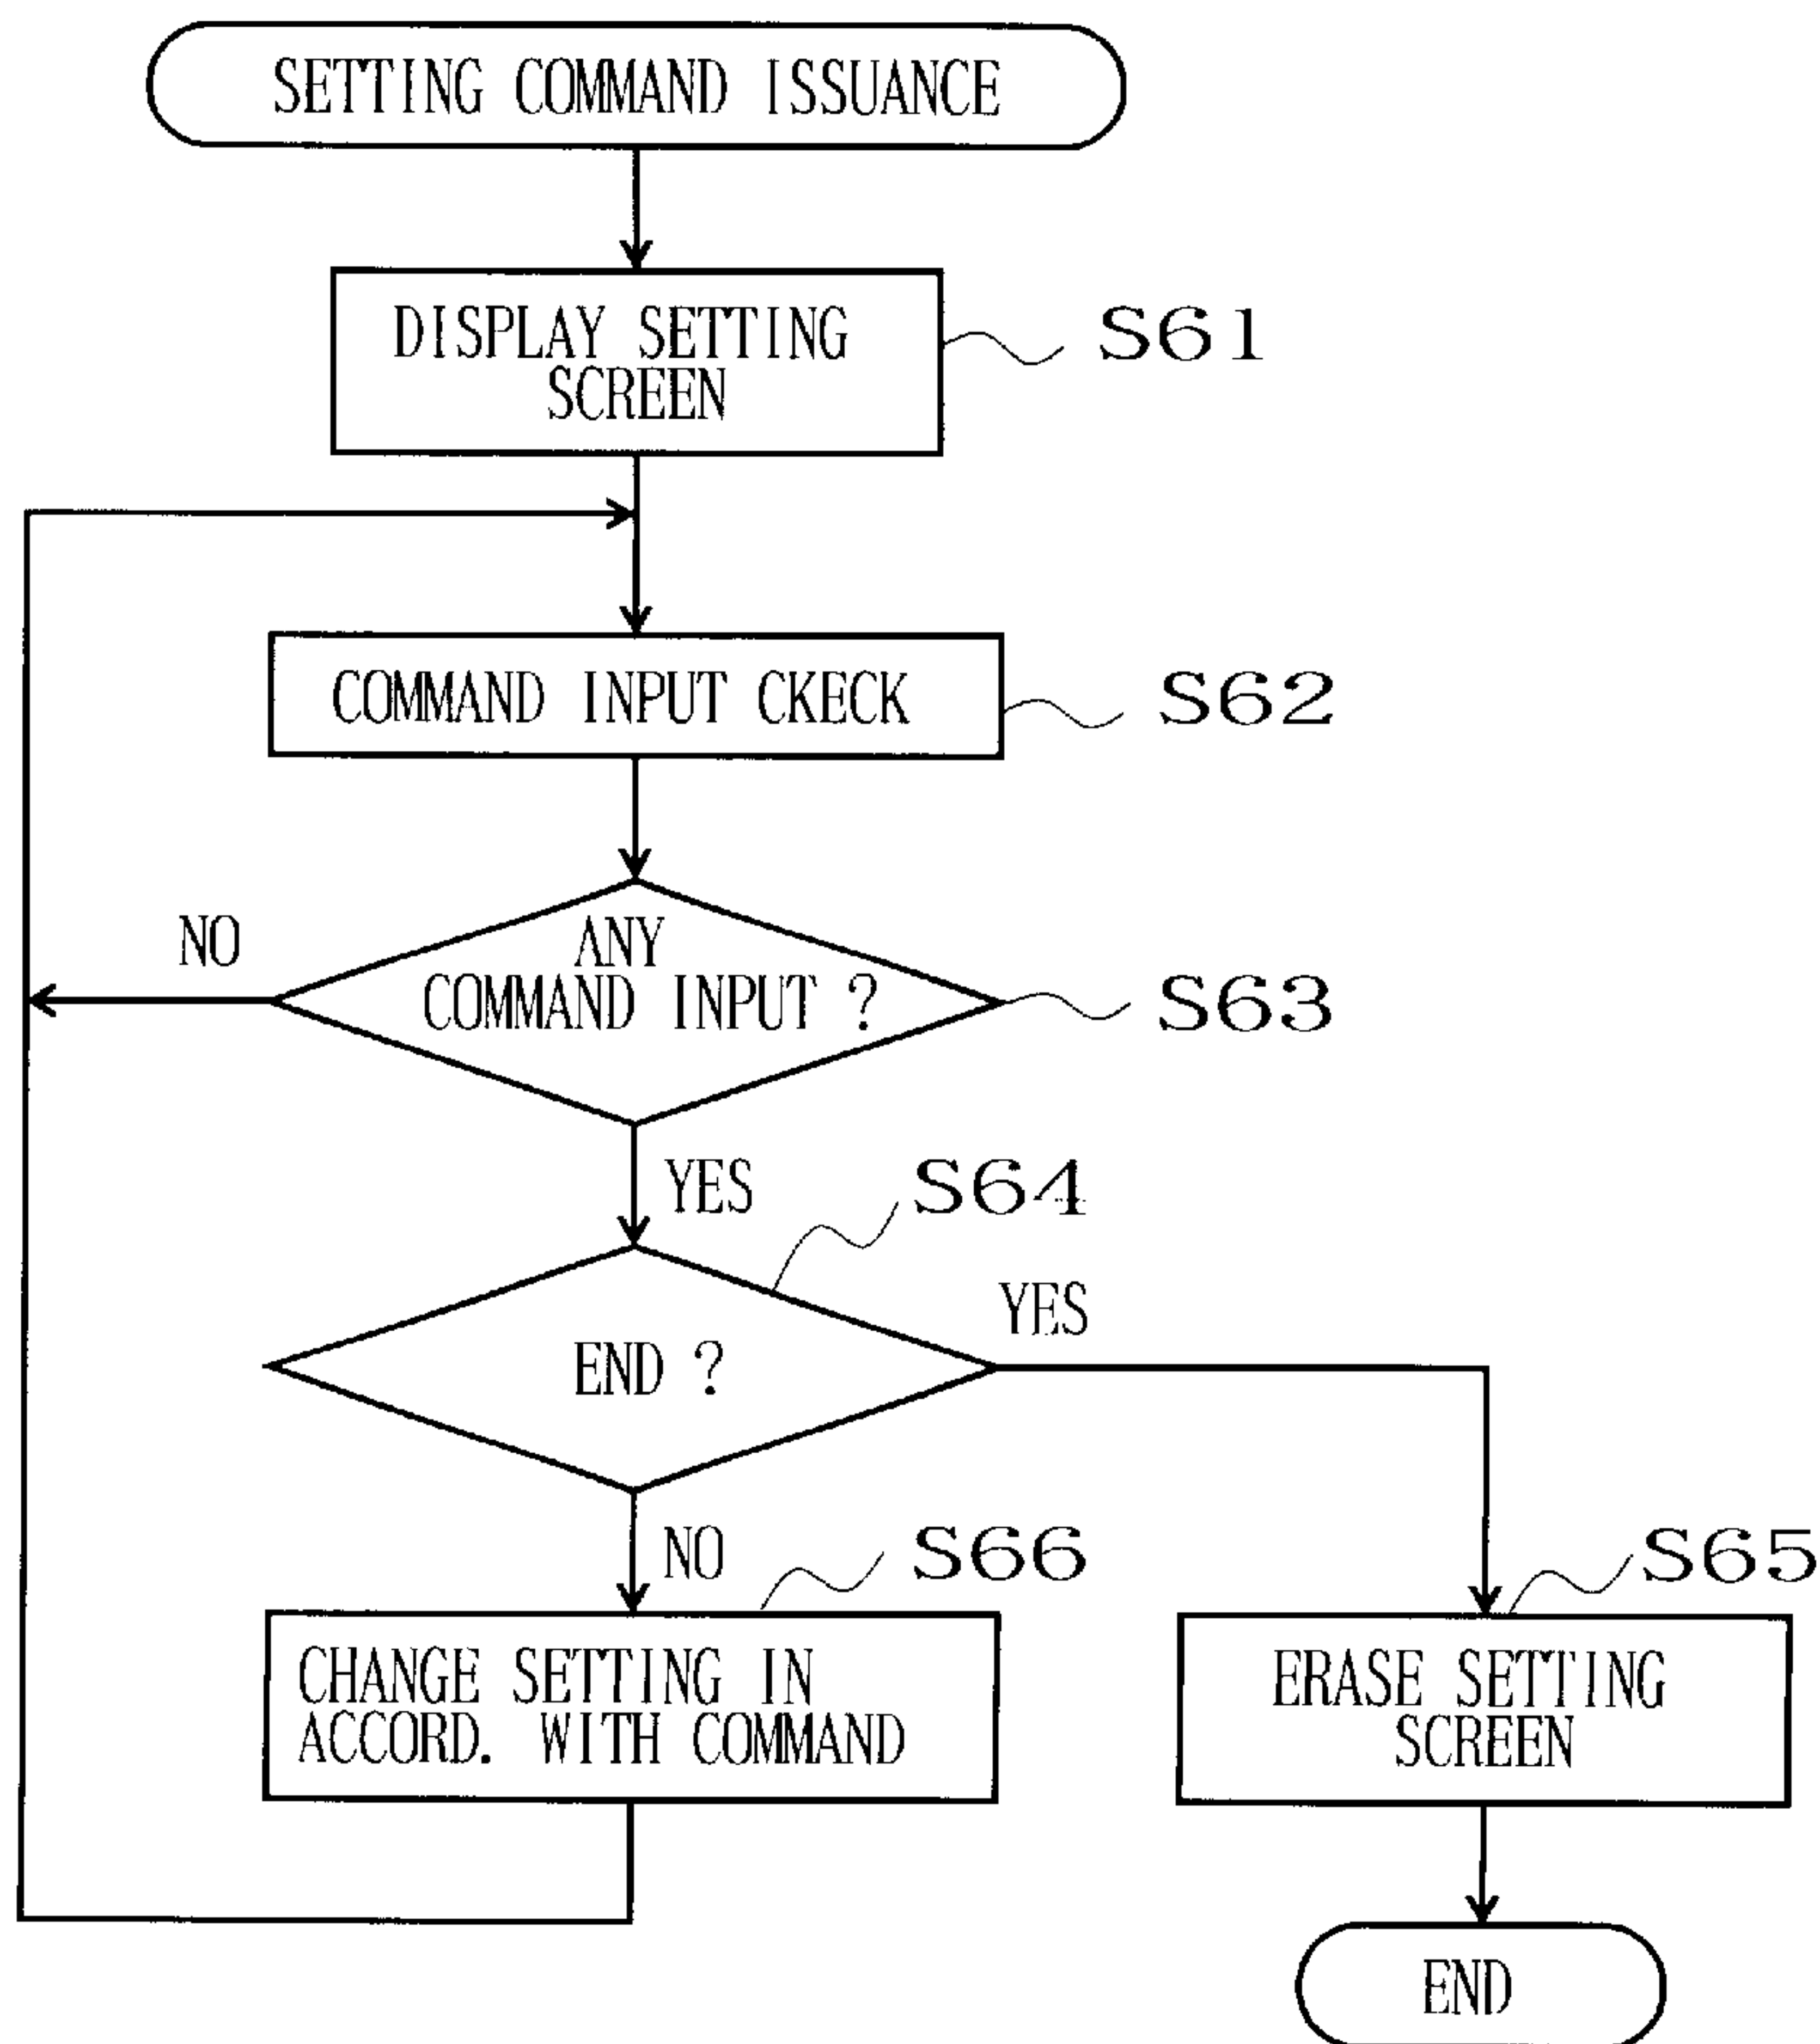 SETTING COMMAND ISSUANCE
DISPLAY SETTING
SCREEN
S61
COMMAND INPUT CKECK
S62
NO
ANY
COMMAND INPUT ?
S63
YES
S64
END ?
YES
NO
S66
S65
CHANGE SETTING IN
ACCORD. WITH COMMAND
ERASE SETTING
SCREEN
END